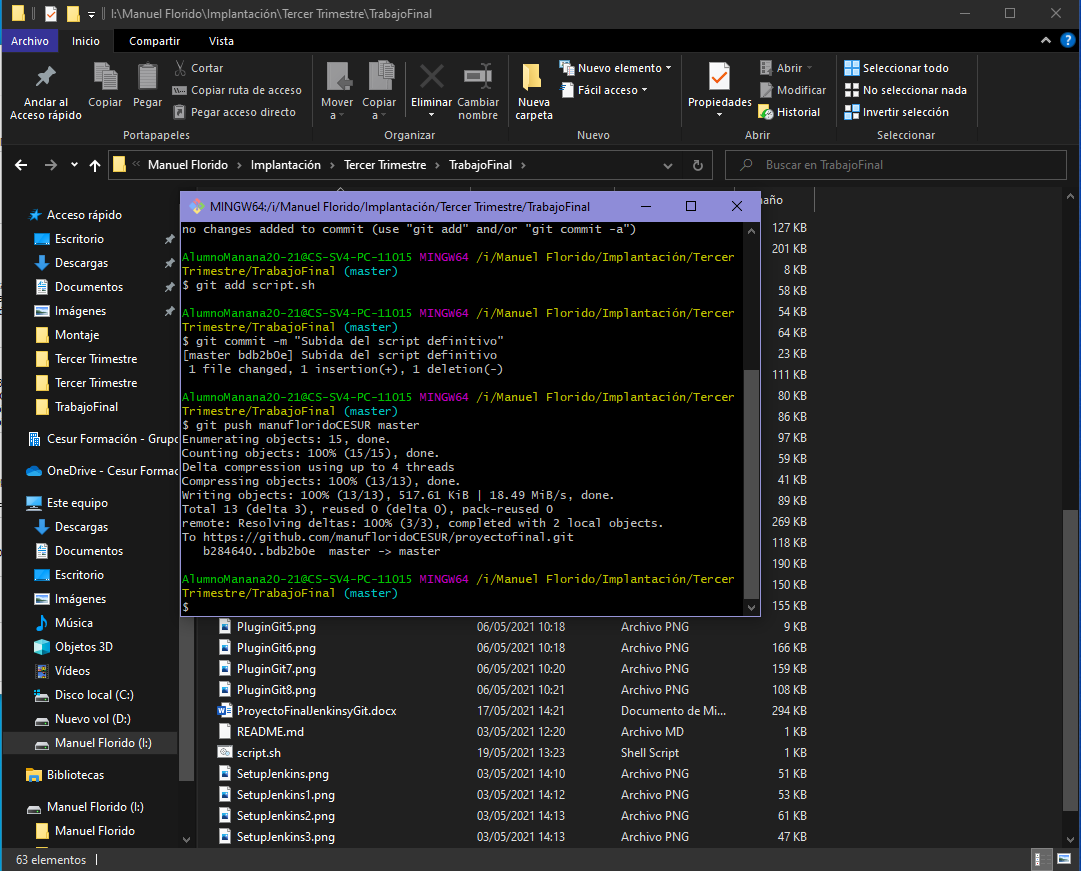 I:\Manuel Florido\Implantación\Tercer Trimestre\TrabajoFinal
Archivo Inicio Compartir Vista
Anclar al Acceso rápido
Copiar
Pegar
Cortar
Copiar ruta de acceso
Pegar acceso directo
Portapapeles
Mover a
Copiar a
Eliminar
Cambiar nombre
Organizar
Nueva carpeta
Nuevo elemento
Fácil acceso
Nuevo
Propiedades
Abrir
Modificar
Historial
Abrir
Seleccionar todo
No seleccionar nada
Invertir selección
Seleccionar
« Manuel Florido > Implantación > Tercer Trimestre > TrabajoFinal >
Buscar en TrabajoFinal
Acceso rápido
Escritorio
Descargas
Documentos
Imágenes
Montaje
Tercer Trimestre
Tercer Trimestre
TrabajoFinal
Cesur Formación - Grupo
OneDrive - Cesur Formac
Este equipo
Descargas
Documentos
Escritorio
Imágenes
Música
Objetos 3D
Vídeos
Disco local (C:)
Nuevo vol (D:)
Manuel Florido (I:)
Bibliotecas
Manuel Florido (I:)
Manuel Florido
MINGW64:/i/Manuel Florido/Implantación/Tercer Trimestre/TrabajoFinal
no changes added to commit (use "git add" and/or "git commit -a")
AlumnoManana20-21@CS-SV4-PC-11015 MINGW64 /i/Manuel Florido/Implantación/Tercer
Trimestre/TrabajoFinal (master)
$ git add script.sh
AlumnoManana20-21@CS-SV4-PC-11015 MINGW64 /i/Manuel Florido/Implantación/Tercer
Trimestre/TrabajoFinal (master)
$ git commit -m "Subida del script definitivo"
[master bdb2b0e] Subida del script definitivo
1 file changed, 1 insertion(+), 1 deletion(-)
AlumnoManana20-21@CS-SV4-PC-11015 MINGW64 /i/Manuel Florido/Implantación/Tercer
Trimestre/TrabajoFinal (master)
$ git push manufloridoCESUR master
Enumerating objects: 15, done.
Counting objects: 100% (15/15), done.
Delta compression using up to 4 threads
Compressing objects: 100% (13/13), done.
Writing objects: 100% (13/13), 517.61 KiB | 18.49 MiB/s, done.
Total 13 (delta 3), reused 0 (delta 0), pack-reused 0
remote: Resolving deltas: 100% (3/3), completed with 2 local objects.
To https://github.com/manufloridoCESUR/proyectofinal.git
b284640..bdb2b0e master -> master
AlumnoManana20-21@CS-SV4-PC-11015 MINGW64 /i/Manuel Florido/Implantación/Tercer
Trimestre/TrabajoFinal (master)
$
año
127 KB
201 KB
8 KB
58 KB
54 KB
64 KB
23 KB
111 KB
80 KB
86 KB
97 KB
59 KB
41 KB
89 KB
269 KB
118 KB
190 KB
150 KB
155 KB
PluginGit5.png 06/05/2021 10:18 Archivo PNG 9 KB
PluginGit6.png 06/05/2021 10:18 Archivo PNG 166 KB
PluginGit7.png 06/05/2021 10:20 Archivo PNG 159 KB
PluginGit8.png 06/05/2021 10:21 Archivo PNG 108 KB
ProyectoFinalJenkinsyGit.docx 17/05/2021 14:21 Documento de Mi... 294 KB
README.md 03/05/2021 12:20 Archivo MD 1 KB
script.sh 19/05/2021 13:23 Shell Script 1 KB
SetupJenkins.png 03/05/2021 14:10 Archivo PNG 51 KB
SetupJenkins1.png 03/05/2021 14:12 Archivo PNG 53 KB
SetupJenkins2.png 03/05/2021 14:13 Archivo PNG 61 KB
SetupJenkins3.png 03/05/2021 14:13 Archivo PNG 47 KB
63 elementos